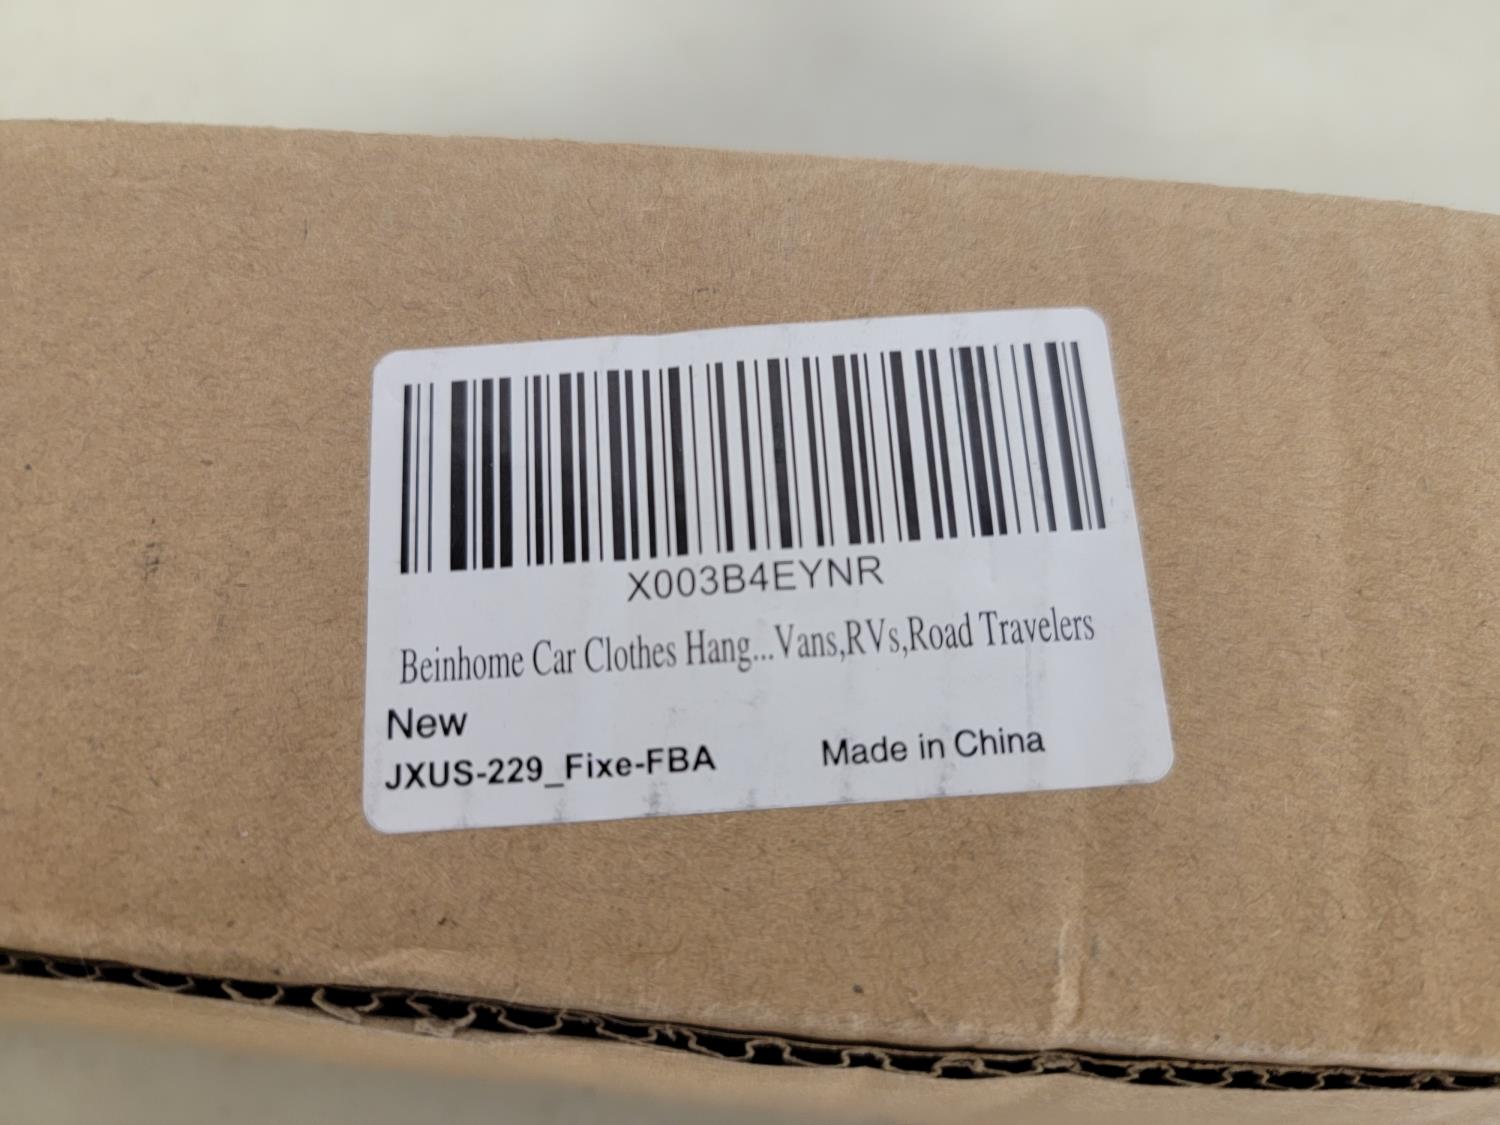 X003B4EYNR
Beinhome Car Clothes Hang...Vans,RVs,Road Travelers
New
JXUS-229_Fixe-FBA Made in China